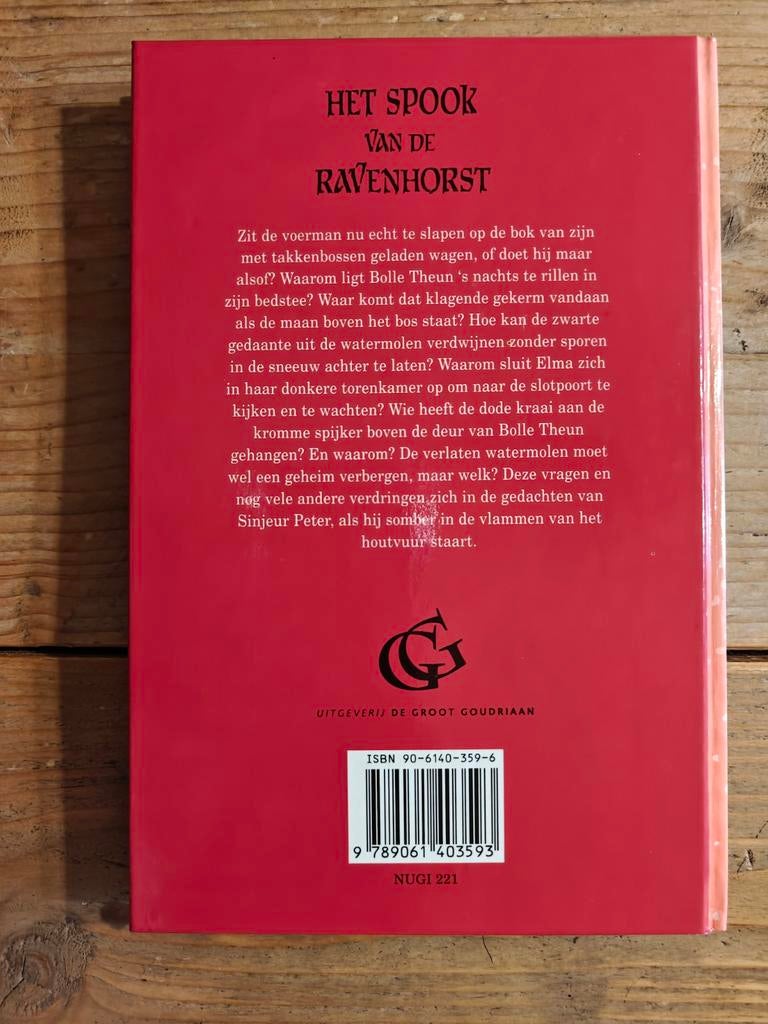 HET SPOOK
VAN DE
RAVENHORST
Zit de voerman nu echt te slapen op de bok van zijn
met takkenbossen geladen wagen, of doet hij maar
alsof? Waarom ligt Bolle Theun ‘s nachts te rillen in
zijn bedstee? Waar komt dat klagende gekerm vandaan
als de maan boven het bos staat? Hoe kan de zwarte
gedaante uit de watermolen verdwijnen zonder sporen
in de sneeuw achter te laten? Waarom sluit Elma zich
in haar donkere torenkamer op om naar de slotpoort te
kijken en te wachten? Wie heeft de dode kraai aan de
kromme spijker boven de deur van Bolle Theun
gehangen? En waarom? De verlaten watermolen moet
wel een geheim verbergen, maar welk? Deze vragen en
nog vele andere verdringen zich in de gedachten van
Sinjeur Peter, als hij somber in de vlammen van het
houtvuur staart.
GG
UITGEVERIJ DE GROOT GOUDRIAAN
ISBN 90-6140-359-6
9 789061 403593
NUGI 221